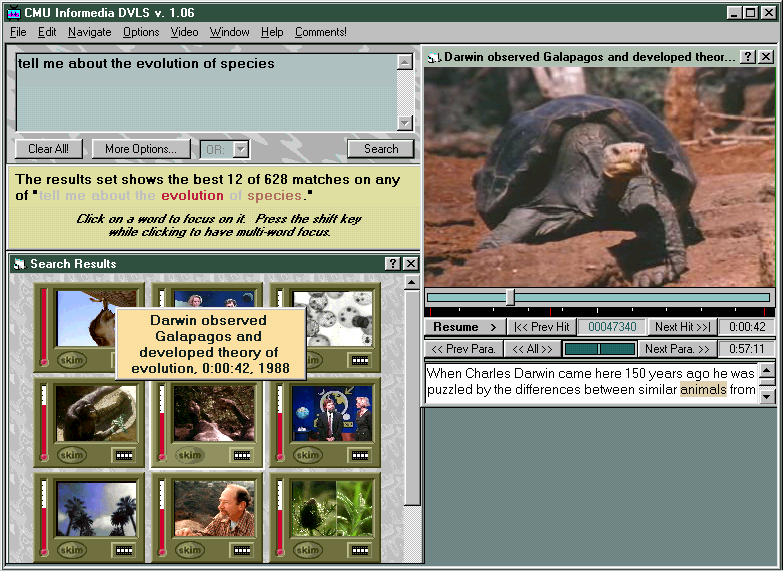 CMU Informedia DVLS v. 1.06
File Edit Navigate Options Video Window Help Comments!
tell me about the evolution of species
Clear All! More Options... OR: Search
The results set shows the best 12 of 628 matches on any
of "tell me about the evolution of species."
Click on a word to focus on it. Press the shift key
while clicking to have multi-word focus.
Search Results ?
Darwin observed
Galapagos and
developed theory of
evolution, 0:00:42, 1988
skim
skim
skim
skim
skim
skim
skim
skim
Darwin observed Galapagos and developed theor... ?
Resume > |<< Prev Hit 00047340 Next Hit >>| 0:00:42
<< Prev Para. << All >> Next Para. >> 0:57:11
When Charles Darwin came here 150 years ago he was
puzzled by the differences between similar animals from